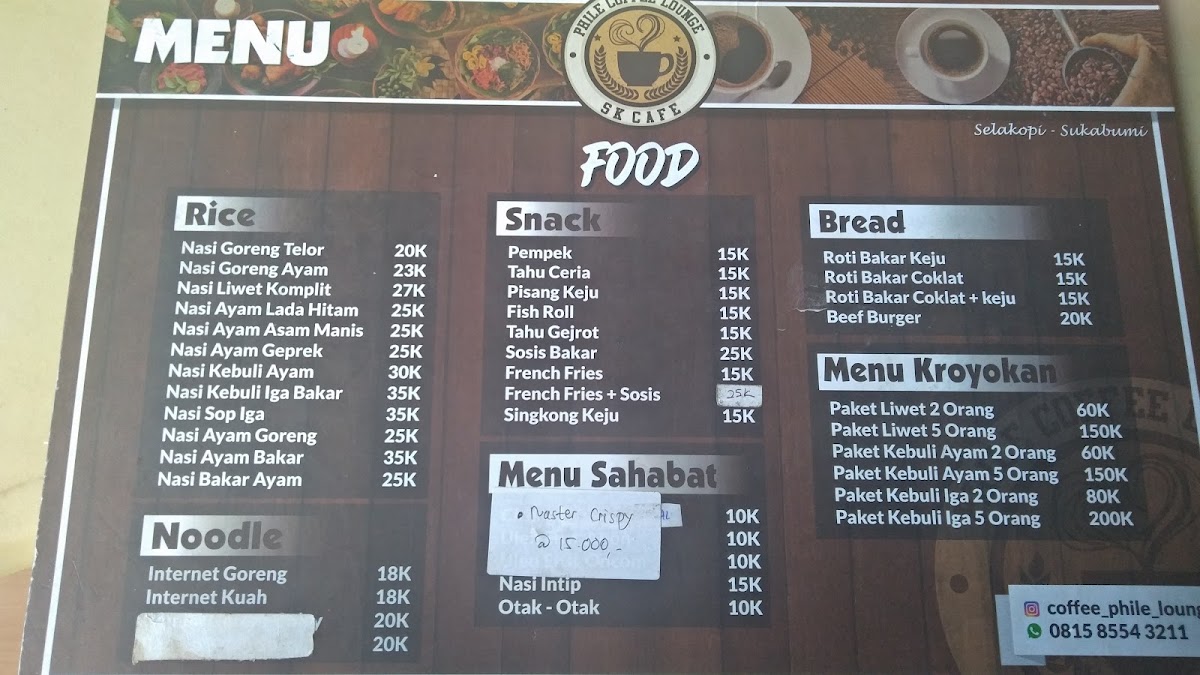 MENU
PHILE COFFEE LOUNGE
SK CAFE
Selakopi - Sukabumi
FOOD
Rice
Nasi Goreng Telor 20K
Nasi Goreng Ayam 23K
Nasi Liwet Komplit 27K
Nasi Ayam Lada Hitam 25K
Nasi Ayam Asam Manis 25K
Nasi Ayam Geprek 25K
Nasi Kebuli Ayam 30K
Nasi Kebuli Iga Bakar 35K
Nasi Sop Iga 35K
Nasi Ayam Goreng 25K
Nasi Ayam Bakar 35K
Nasi Bakar Ayam 25K
Noodle
Internet Goreng 18K
Internet Kuah 18K
20K
20K
Snack
Pempek 15K
Tahu Ceria 15K
Pisang Keju 15K
Fish Roll 15K
Tahu Gejrot 15K
Sosis Bakar 25K
French Fries 15K
French Fries + Sosis 25K
Singkong Keju 15K
Menu Sahabat
• Master Crispy
@ 15.000,-
10K
10K
10K
Nasi Intip 15K
Otak - Otak 10K
Bread
Roti Bakar Keju 15K
Roti Bakar Coklat 15K
Roti Bakar Coklat + keju 15K
Beef Burger 20K
Menu Kroyokan
Paket Liwet 2 Orang 60K
Paket Liwet 5 Orang 150K
Paket Kebuli Ayam 2 Orang 60K
Paket Kebuli Ayam 5 Orang 150K
Paket Kebuli Iga 2 Orang 80K
Paket Kebuli Iga 5 Orang 200K
coffee_phile_loung
0815 8554 3211